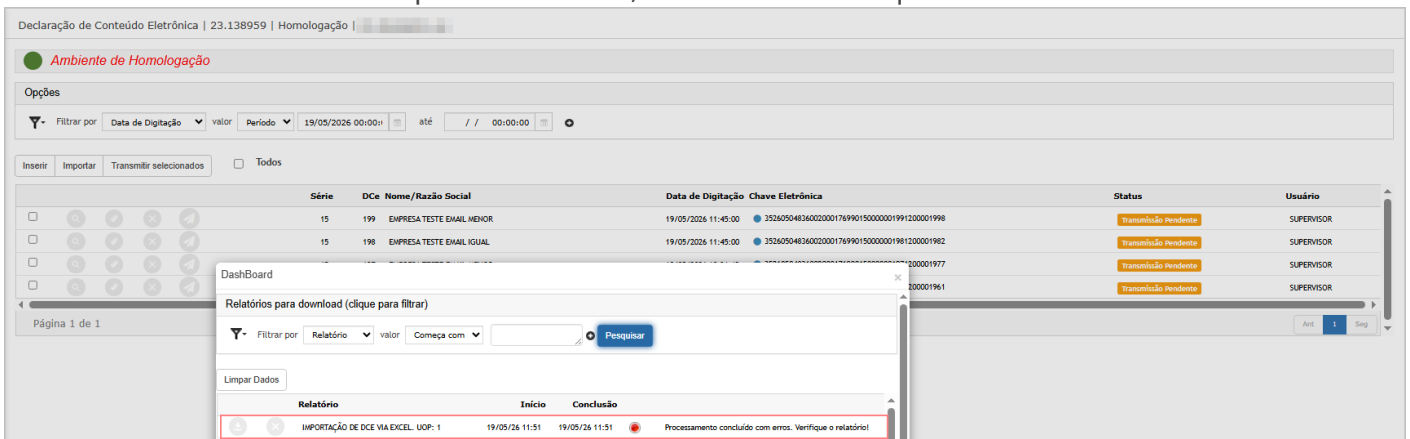 Declaração de Conteúdo Eletrônica | 23.138959 | Homologação |
Ambiente de Homologação
Opções
Filtrar por Data de Digitação valor Período 19/05/2026 00:00: até / / 00:00:00
Inserir Importar Transmitir selecionados Todos
Série DCe Nome/Razão Social Data de Digitação Chave Eletrônica Status Usuário
15 199 EMPRESA TESTE EMAIL MENOR 19/05/2026 11:45:00 35260504836002000176990150000001991200001998 Transmissão Pendente SUPERVISOR
15 198 EMPRESA TESTE EMAIL IGUAL 19/05/2026 11:45:00 35260504836002000176990150000001981200001982 Transmissão Pendente SUPERVISOR
Transmissão Pendente SUPERVISOR
Transmissão Pendente SUPERVISOR
DashBoard
Relatórios para download (clique para filtrar)
Filtrar por Relatório valor Começa com Pesquisar
Página 1 de 1 Ant 1 Seg
Limpar Dados
Relatório Início Conclusão
IMPORTAÇÃO DE DCE VIA EXCEL. UOP: 1 19/05/26 11:51 19/05/26 11:51 Processamento concluído com erros. Verifique o relatório!